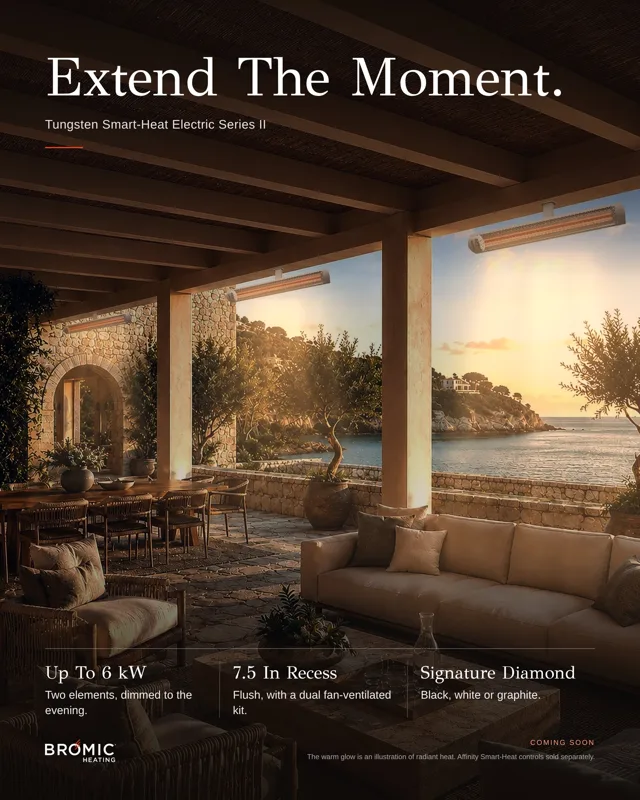 Extend The Moment.
Tungsten Smart-Heat Electric Series II
Up To 6 kW
Two elements, dimmed to the
evening.
7.5 In Recess
Flush, with a dual fan-ventilated
kit.
Signature Diamond
Black, white or graphite.
BROMIC
HEATING
COMING SOON
The warm glow is an illustration of radiant heat. Affinity Smart-Heat controls sold separately.